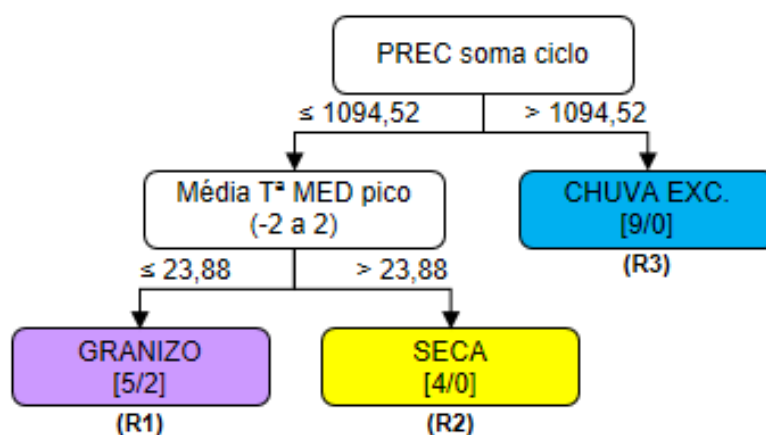 PREC soma ciclo
≤ 1094,52
> 1094,52
Média Tª MED pico
(-2 a 2)
CHUVA EXC.
[9/0]
(R3)
≤ 23,88
> 23,88
GRANIZO
[5/2]
(R1)
SECA
[4/0]
(R2)